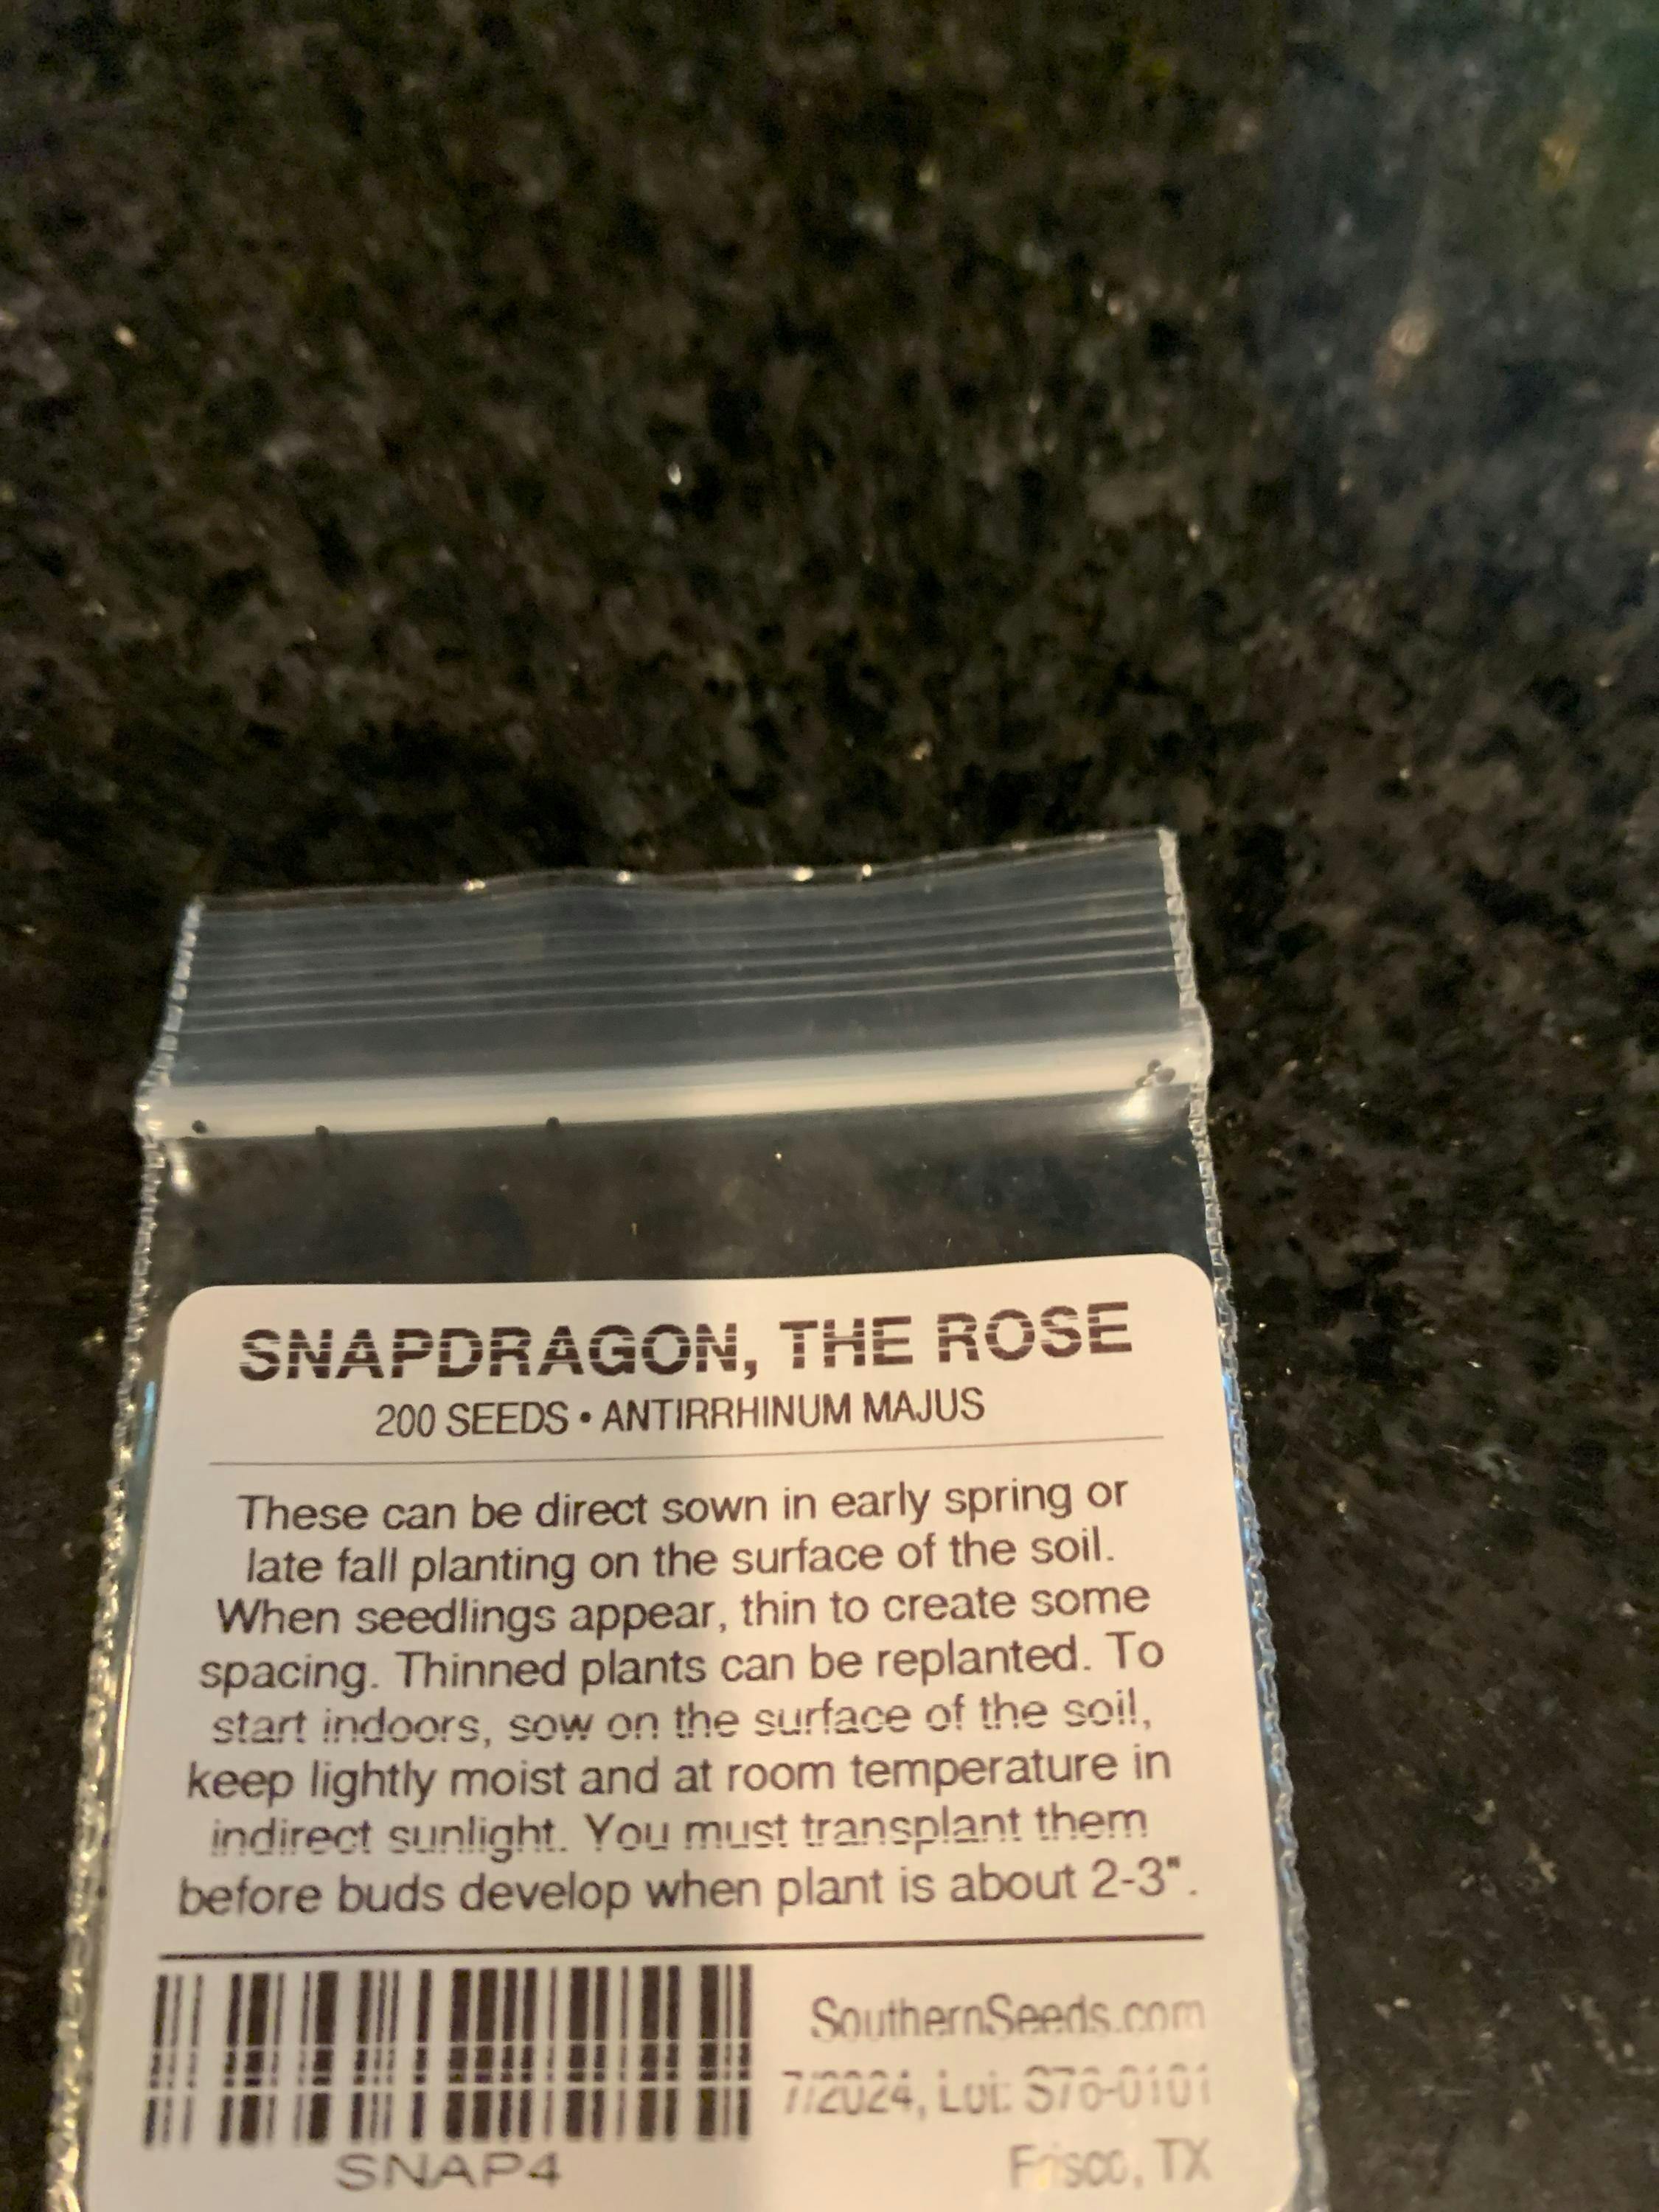 SNAPDRAGON, THE ROSE
200 SEEDS • ANTIRRHINUM MAJUS
These can be direct sown in early spring or
late fall planting on the surface of the soil.
When seedlings appear, thin to create some
spacing. Thinned plants can be replanted. To
start indoors, sow on the surface of the soil,
keep lightly moist and at room temperature in
indirect sunlight. You must transplant them
before buds develop when plant is about 2-3".
SouthernSeeds.com
7/2024, Lot: S76-0101
Frisco, TX
SNAP4